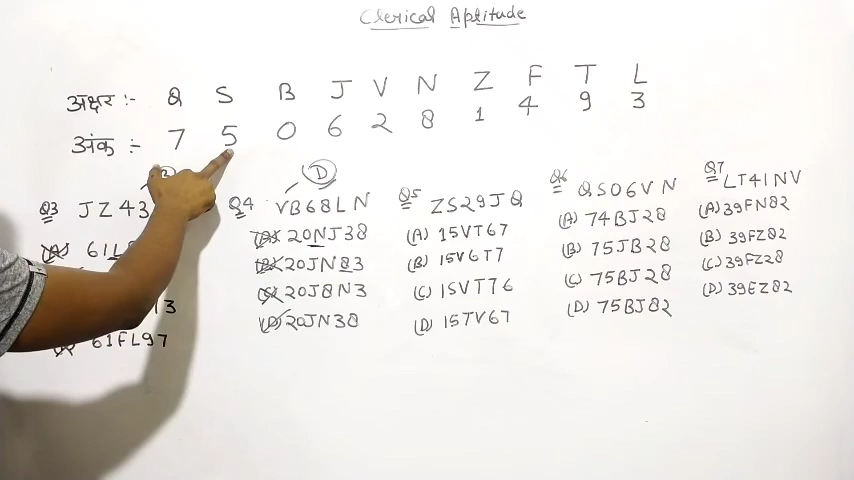 Clerical Aptitude
अक्षर :- Q S B J V N Z F T L
अंक :- 7 5 0 6 2 8 1 4 9 3
Q3 JZ43
(A) 61L
13
61FL97
Q4 VB68LN
D
(A) 20NJ38
(B) 20JN83
(C) 20J8N3
(D) 20JN38
Q5 ZS29JQ
(A) 15VT67
(B) 15V6T7
(C) 15VT76
(D) 15TV67
Q6 QS06VN
(A) 74BJ28
(B) 75JB28
(C) 75BJ28
(D) 75BJ82
Q7 LT41NV
(A) 39FN82
(B) 39FZ82
(C) 39FZ28
(D) 39EZ82